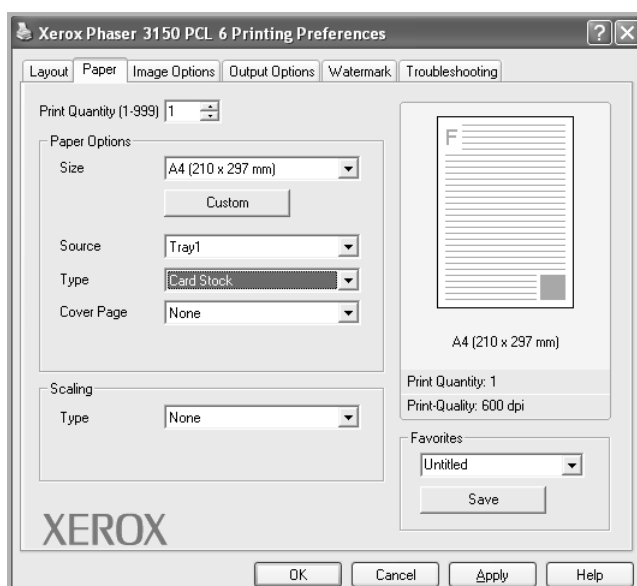 Xerox Phaser 3150 PCL 6 Printing Preferences
Layout Paper Image Options Output Options Watermark Troubleshooting
Print Quantity (1-999) 1
Paper Options
Size A4 (210 x 297 mm)
Custom
Source Tray1
Type Card Stock
Cover Page None
Scaling
Type None
XEROX
F
A4 (210 x 297 mm)
Print Quantity: 1
Print-Quality: 600 dpi
Favorites
Untitled
Save
OK Cancel Apply Help